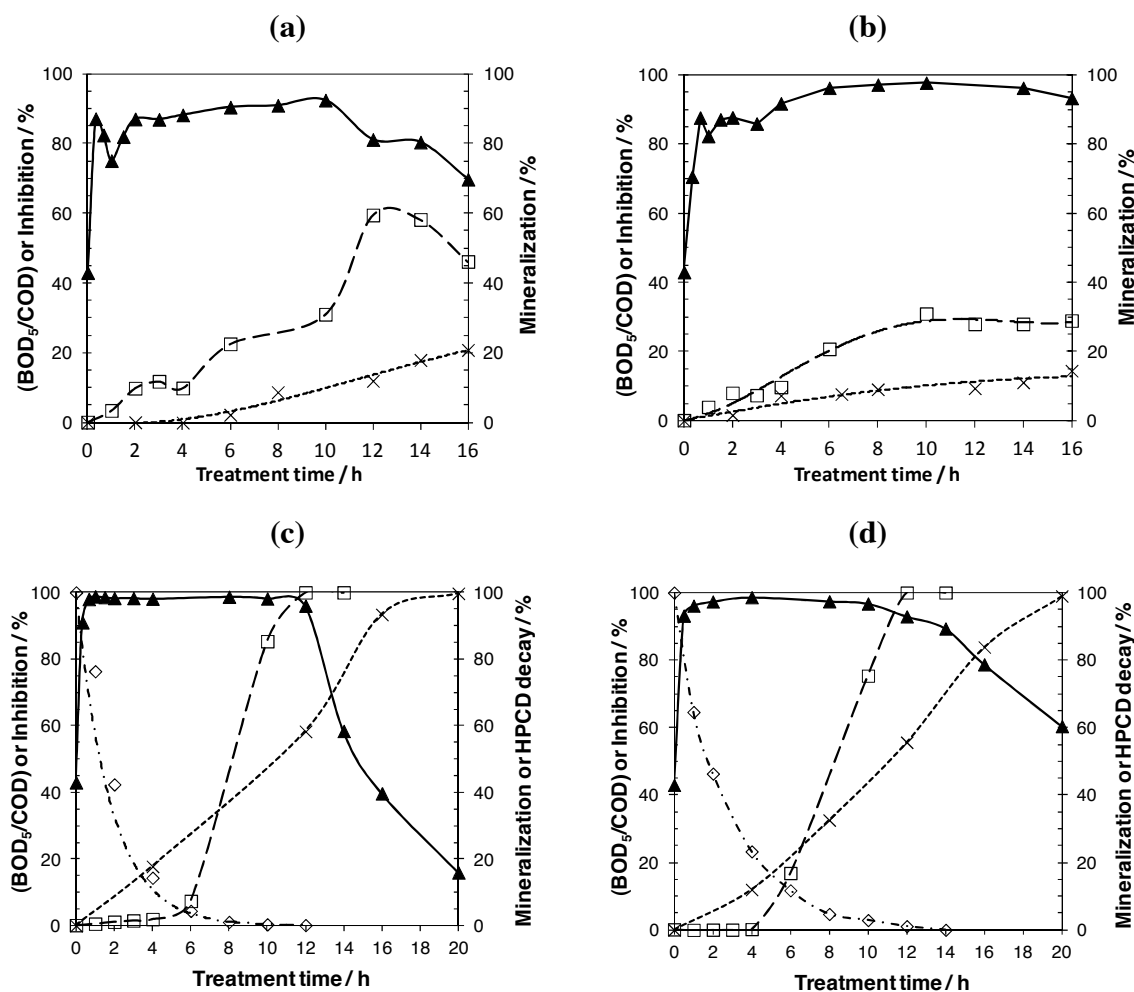 (a)
(b)
100
80
60
40
20
0
(BOD₅/COD) or Inhibition / %
100
80
60
40
20
0
Mineralization / %
0 2 4 6 8 10 12 14 16
Treatment time / h
100
80
60
40
20
0
(BOD₅/COD) or Inhibition / %
100
80
60
40
20
0
Mineralization / %
0 2 4 6 8 10 12 14 16
Treatment time / h
(c)
(d)
100
80
60
40
20
0
(BOD₅/COD) or Inhibition / %
100
80
60
40
20
0
Mineralization or HPCD decay / %
0 2 4 6 8 10 12 14 16 18 20
Treatment time / h
100
80
60
40
20
0
(BOD₅/COD) or Inhibition / %
100
80
60
40
20
0
Mineralization or HPCD decay / %
0 2 4 6 8 10 12 14 16 18 20
Treatment time / h